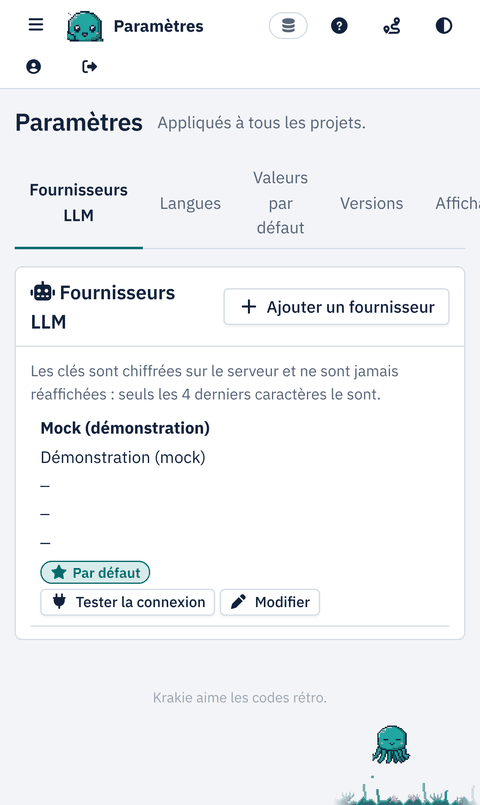 Paramètres
Paramètres Appliqués à tous les projets.
Fournisseurs
LLM
Langues
Valeurs
par
défaut
Versions
Affich
Fournisseurs
LLM
Ajouter un fournisseur
Les clés sont chiffrées sur le serveur et ne sont jamais
réaffichées : seuls les 4 derniers caractères le sont.
Mock (démonstration)
Démonstration (mock)
–
–
–
Par défaut
Tester la connexion
Modifier
Krakie aime les codes rétro.